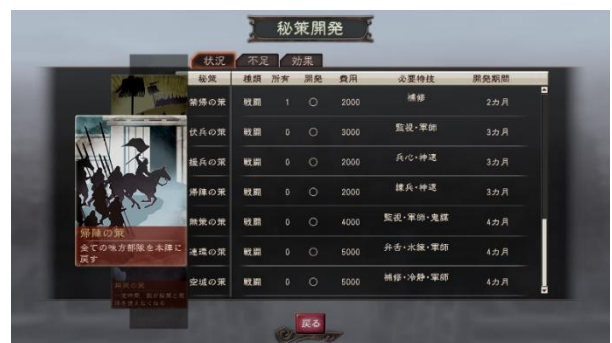 秘策開発
状況 不足 効果
秘策 種類 所有 開発 費用 必要特技 開発期間
禁帰の策 戦闘 1 ○ 2000 補修 2カ月
伏兵の策 戦闘 0 ○ 3000 監視・軍師 3カ月
援兵の策 戦闘 0 ○ 2000 兵心・神速 3カ月
帰陣の策 戦闘 0 ○ 2000 練兵・神速 3カ月
無策の策 戦闘 0 ○ 4000 監視・軍師・鬼謀 4カ月
連環の策 戦闘 0 ○ 5000 弁舌・水練・軍師 4カ月
空城の策 戦闘 0 ○ 5000 補修・冷静・軍師 4カ月
帰陣の策
全ての味方部隊を本陣に
戻す
戻る